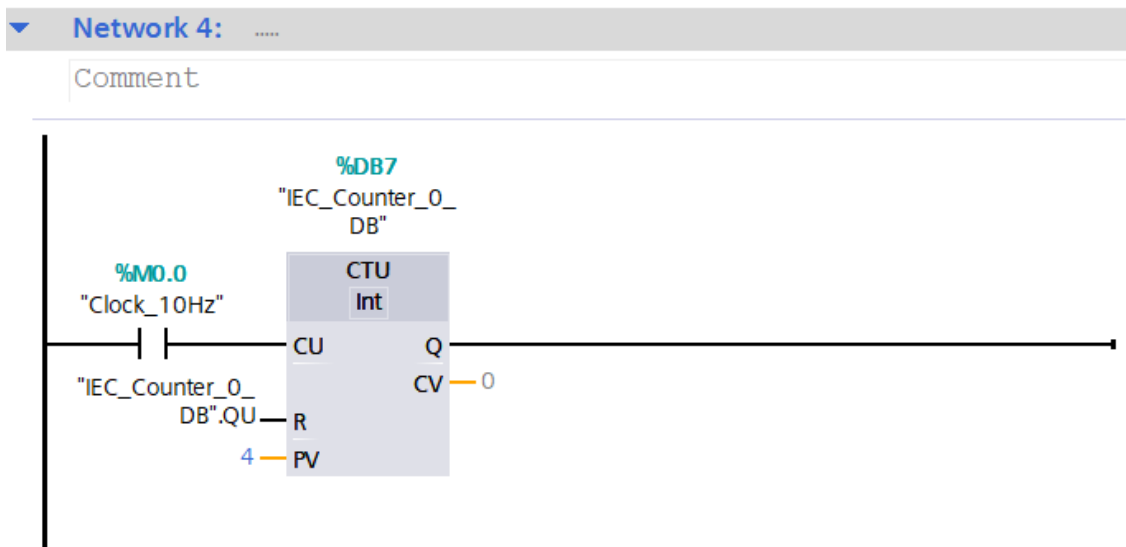 Network 4: .....
Comment
%DB7
"IEC_Counter_0_
DB"
%M0.0
"Clock_10Hz"
CTU
Int
CU Q
"IEC_Counter_0_
DB".QU
CV 0
R
4 PV